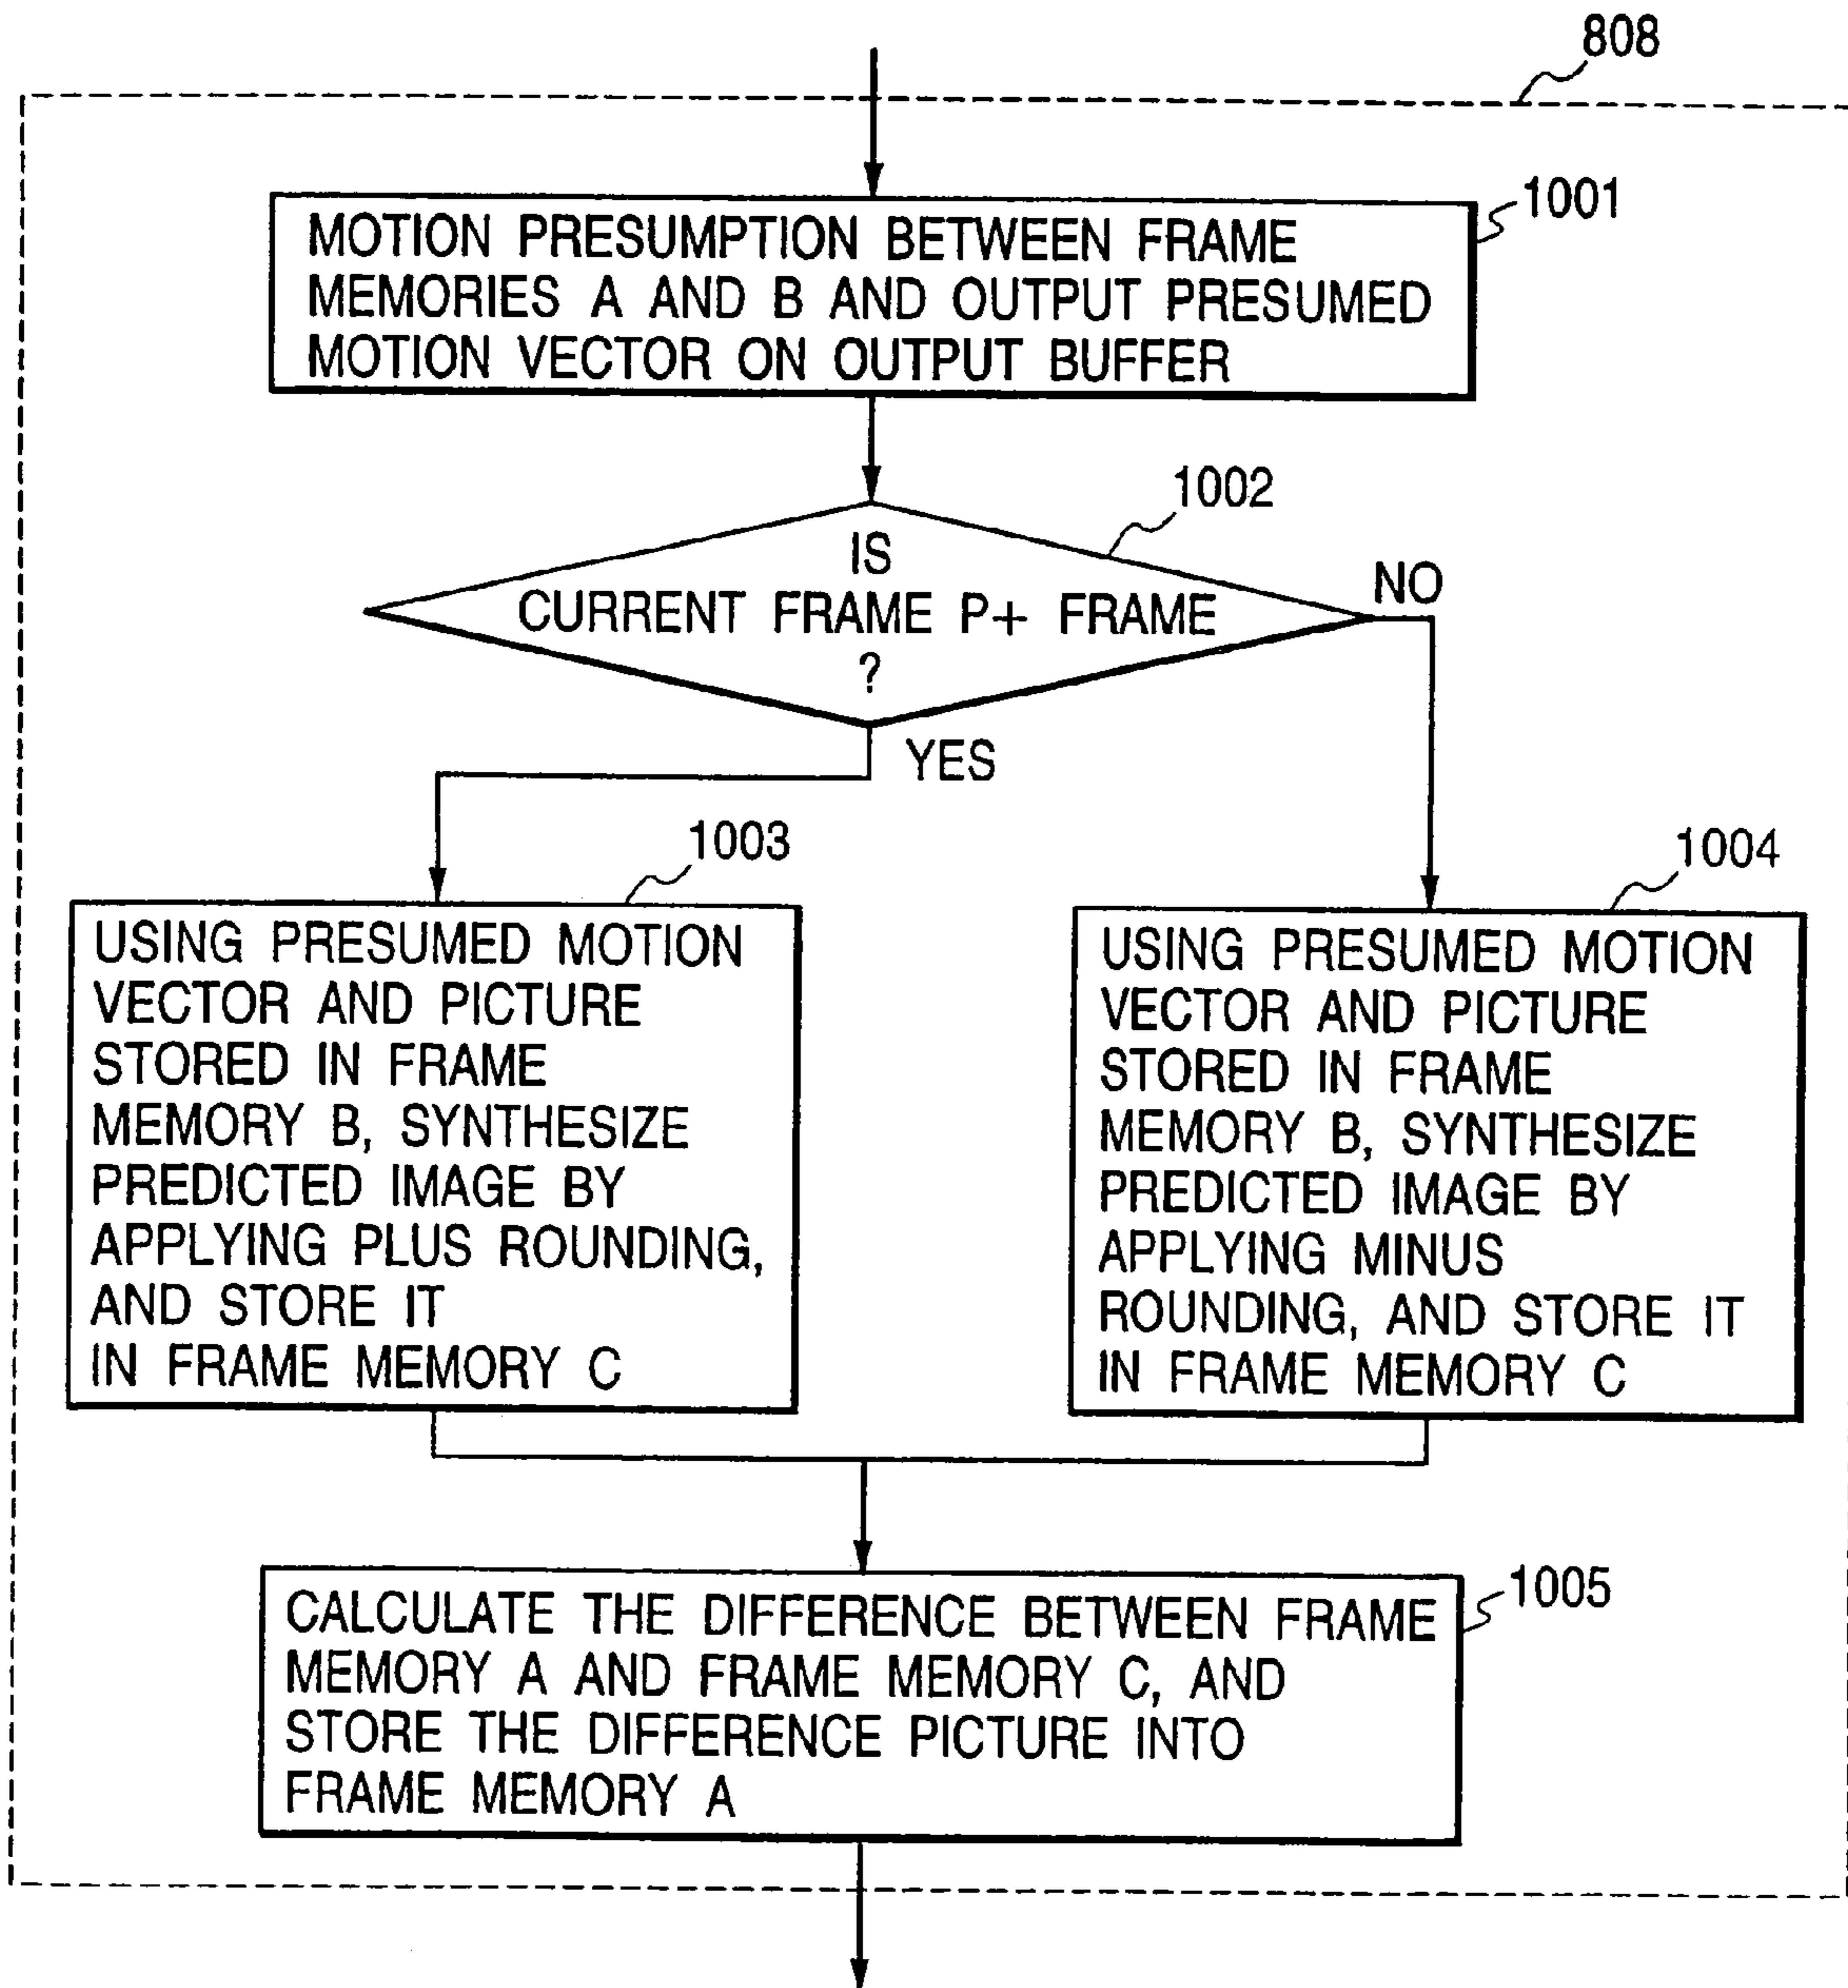 808
1001
MOTION PRESUMPTION BETWEEN FRAME
MEMORIES A AND B AND OUTPUT PRESUMED
MOTION VECTOR ON OUTPUT BUFFER
1002
IS
CURRENT FRAME P+ FRAME
?
NO
YES
1003
USING PRESUMED MOTION
VECTOR AND PICTURE
STORED IN FRAME
MEMORY B, SYNTHESIZE
PREDICTED IMAGE BY
APPLYING PLUS ROUNDING,
AND STORE IT
IN FRAME MEMORY C
1004
USING PRESUMED MOTION
VECTOR AND PICTURE
STORED IN FRAME
MEMORY B, SYNTHESIZE
PREDICTED IMAGE BY
APPLYING MINUS
ROUNDING, AND STORE IT
IN FRAME MEMORY C
1005
CALCULATE THE DIFFERENCE BETWEEN FRAME
MEMORY A AND FRAME MEMORY C, AND
STORE THE DIFFERENCE PICTURE INTO
FRAME MEMORY A